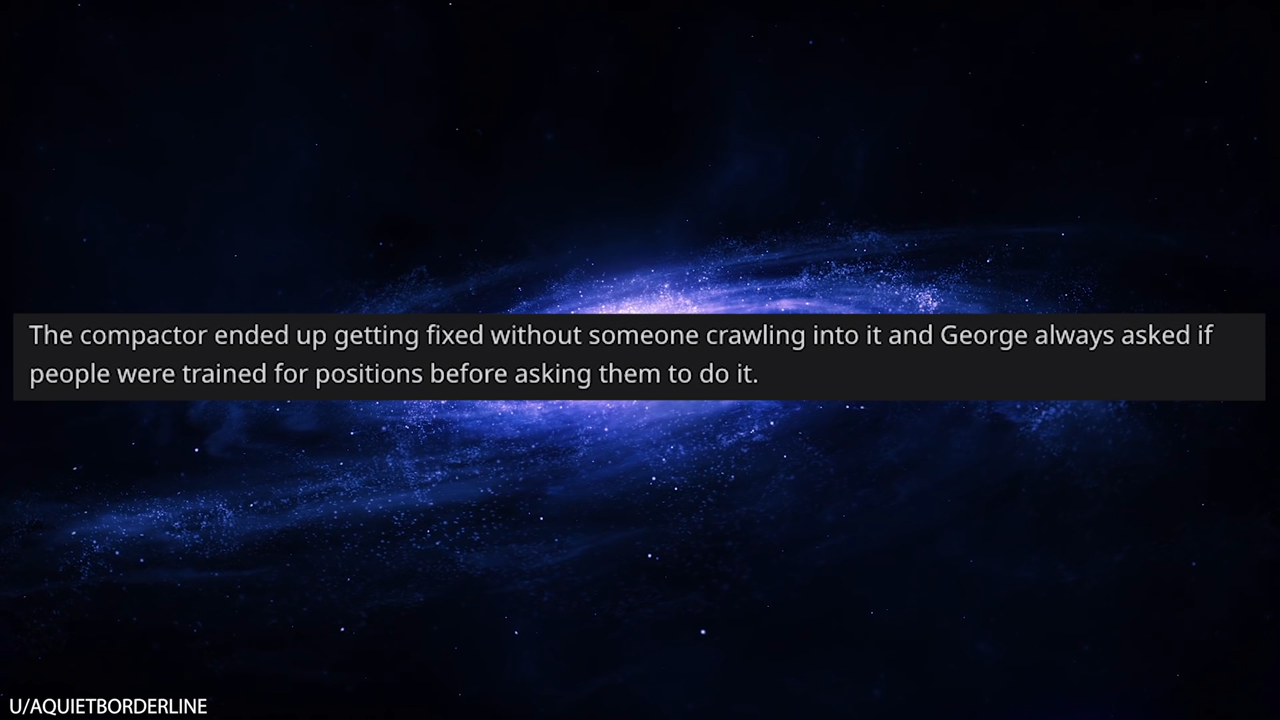 The compactor ended up getting fixed without someone crawling into it and George always asked if
people were trained for positions before asking them to do it.
U/AQUIETBORDERLINE